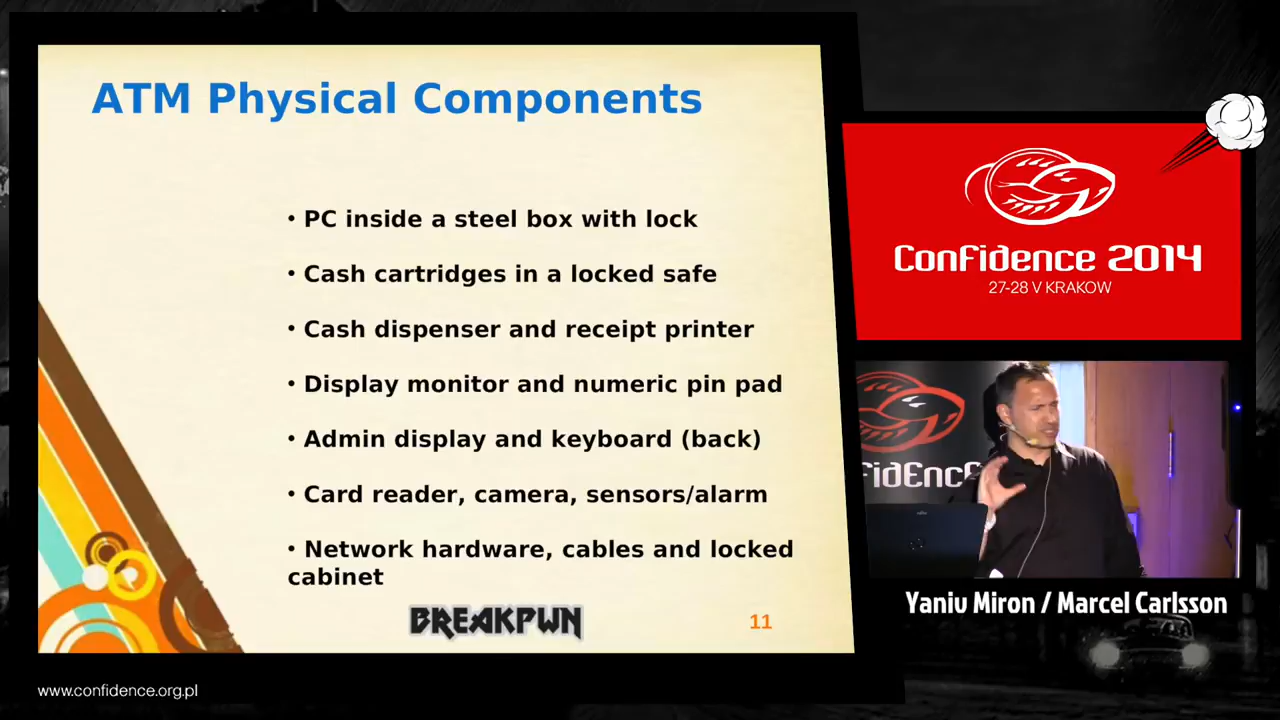 ATM Physical Components
• PC inside a steel box with lock
• Cash cartridges in a locked safe
• Cash dispenser and receipt printer
• Display monitor and numeric pin pad
• Admin display and keyboard (back)
• Card reader, camera, sensors/alarm
• Network hardware, cables and locked
cabinet
BREAKPWN
11
ConFidence 2014
27-28 V KRAKOW
FidEncE
Yaniv Miron / Marcel Carlsson
www.confidence.org.pl